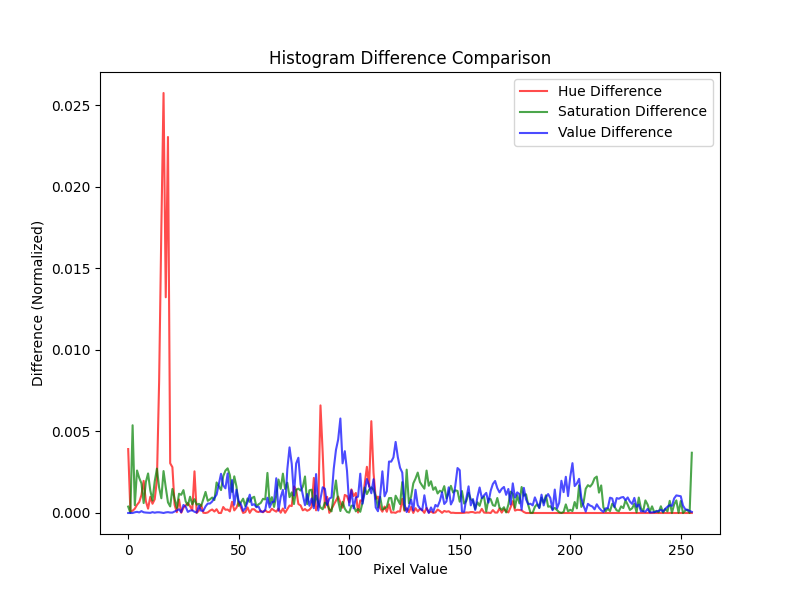 Histogram Difference Comparison
Hue Difference
Saturation Difference
Value Difference
0.025
0.020
0.015
0.010
0.005
0.000
Difference (Normalized)
0 50 100 150 200 250
Pixel Value